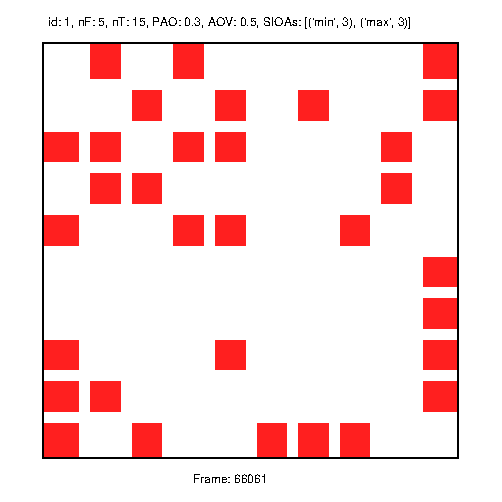 id: 1, nF: 5, nT: 15, PAO: 0.3, AOV: 0.5, SIOAs: [('min', 3), ('max', 3)]
Frame: 66061